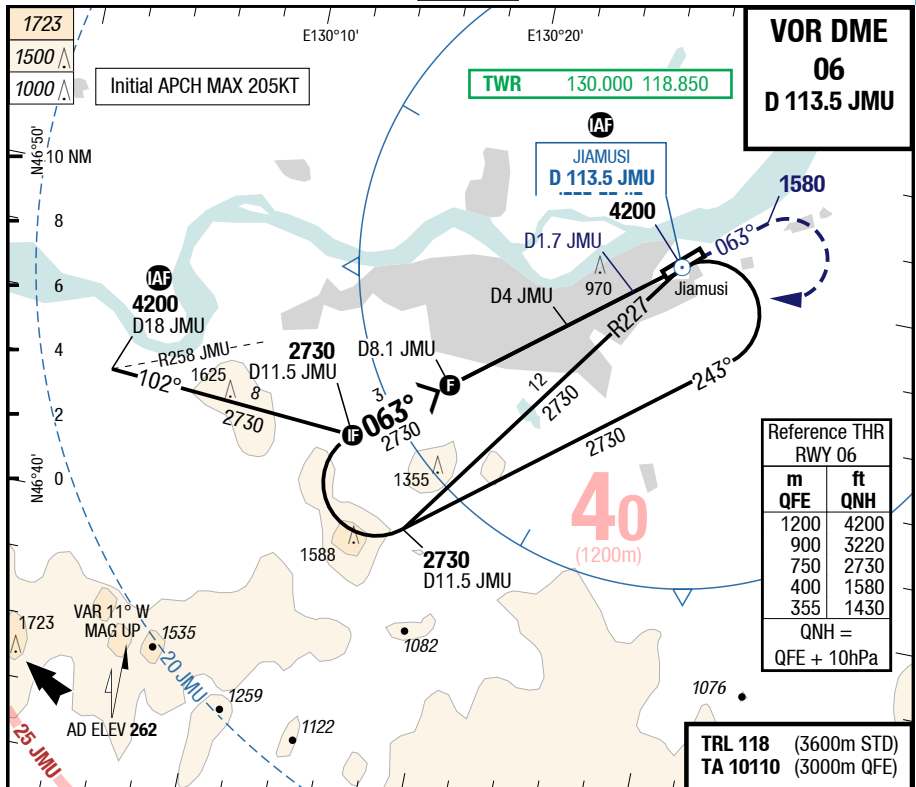 1723
1500
1000
Initial APCH MAX 205KT
E130°10'
E130°20'
TWR 130.000 118.850
VOR DME
06
D 113.5 JMU
N46°50'
10 NM
8
6
4
2
0
N46°40'
IAF
JIAMUSI
D 113.5 JMU
4200
1580
063°
D1.7 JMU
970
Jiamusi
D4 JMU
R227
IAF
4200
D18 JMU
R258 JMU
102°
1625
8
2730
2730
D11.5 JMU
D8.1 JMU
IF
3
063°
2730
F
12
2730
243°
2730
1355
1588
2730
D11.5 JMU
40
(1200m)
Reference THR
RWY 06
m ft
QFE QNH
1200 4200
900 3220
750 2730
400 1580
355 1430
QNH =
QFE + 10hPa
1723
VAR 11° W
MAG UP
1535
20 JMU
1082
1259
1122
1076
AD ELEV 262
25 JMU
TRL 118 (3600m STD)
TA 10110 (3000m QFE)